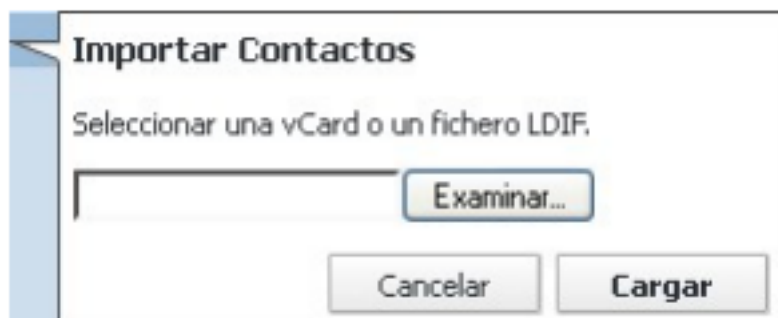 Importar Contactos
Seleccionar una vCard o un fichero LDIF.
Examinar...
Cancelar Cargar